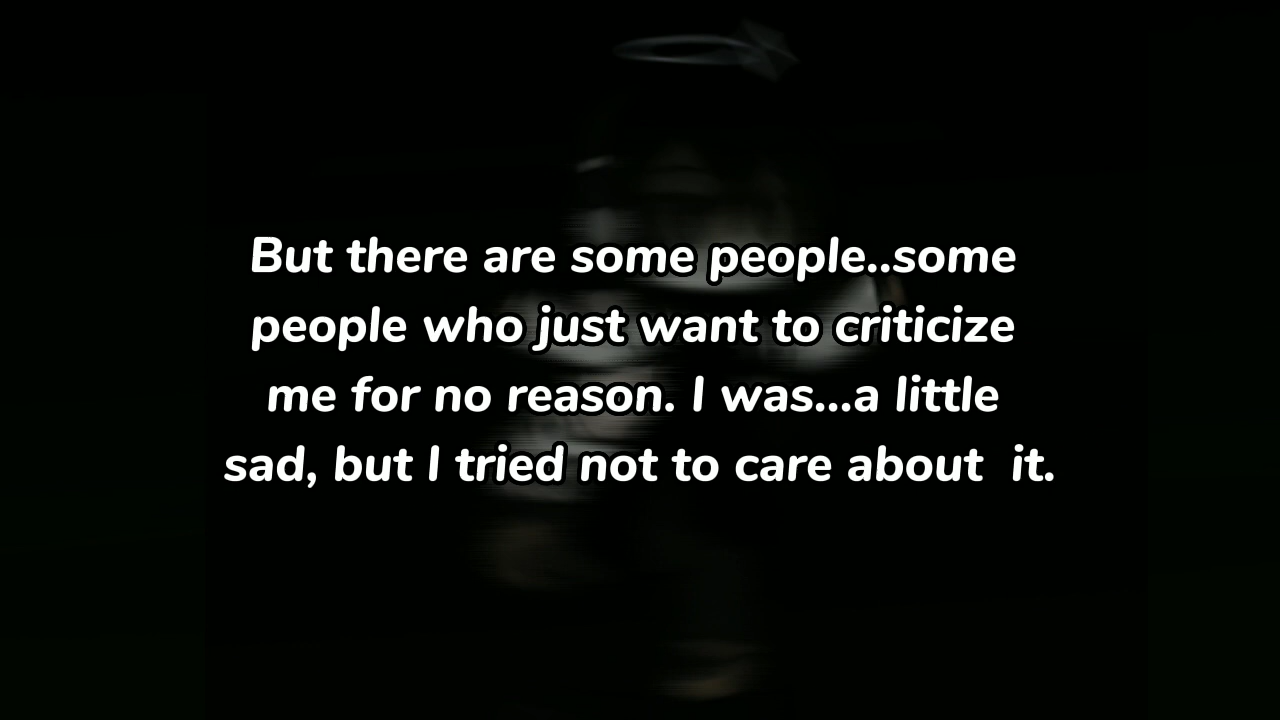 But there are some people..some
people who just want to criticize
me for no reason. I was...a little
sad, but I tried not to care about  it.